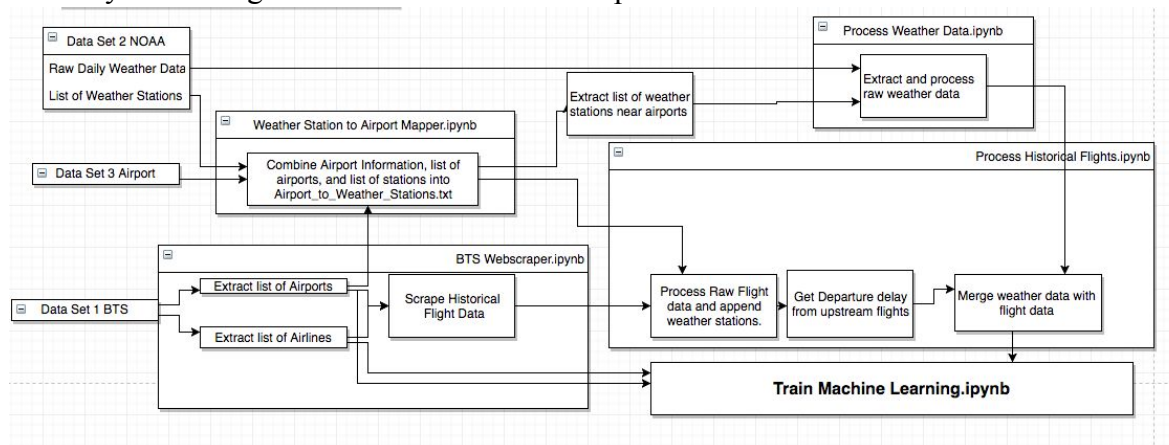 Data Set 2 NOAA
Raw Daily Weather Data
List of Weather Stations
Process Weather Data.ipynb
Extract and process
raw weather data
Extract list of weather
stations near airports
Weather Station to Airport Mapper.ipynb
Combine Airport Information, list of
airports, and list of stations into
Airport_to_Weather_Stations.txt
Data Set 3 Airport
Process Historical Flights.ipynb
BTS Webscraper.ipynb
Extract list of Airports
Scrape Historical
Flight Data
Data Set 1 BTS
Extract list of Airlines
Process Raw Flight
data and append
weather stations.
Get Departure delay
from upstream flights
Merge weather data with
flight data
Train Machine Learning.ipynb